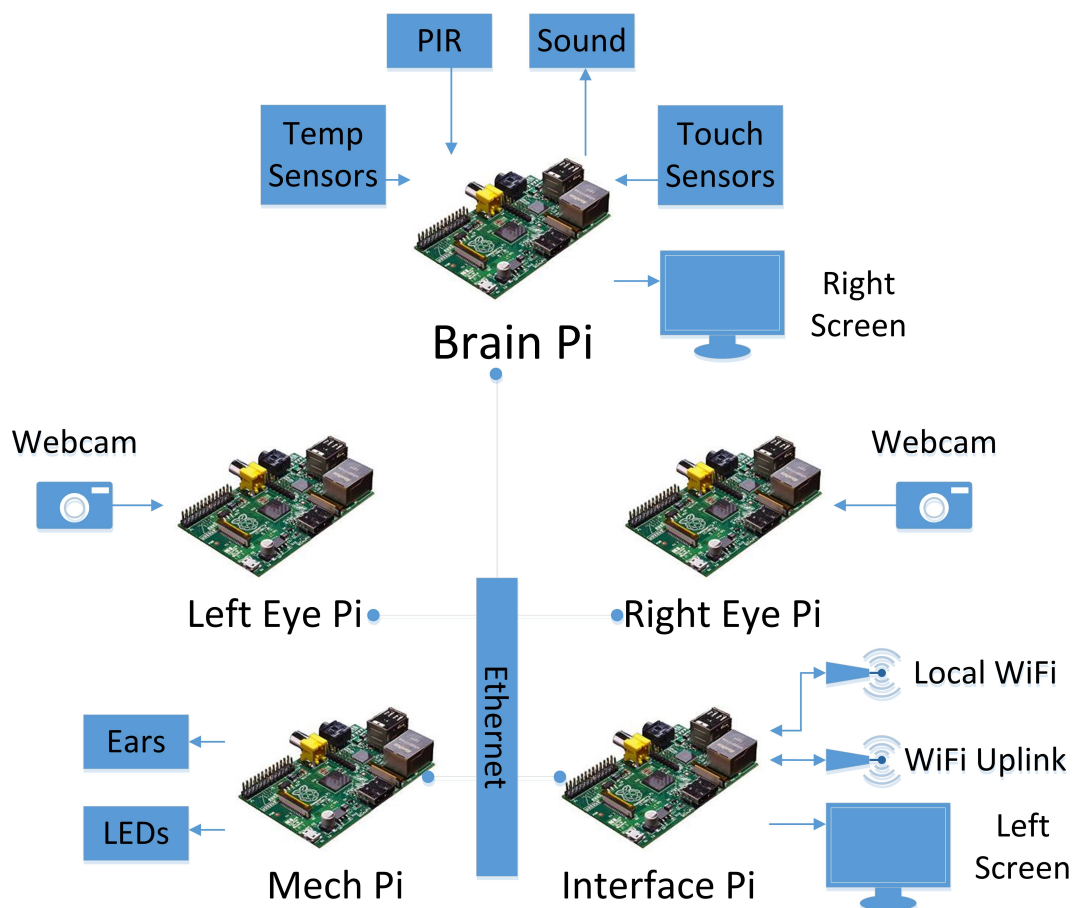 PIR
Sound
Temp
Sensors
Touch
Sensors
Right
Screen
Brain Pi
Webcam
Webcam
Left Eye Pi
Right Eye Pi
Ethernet
Local WiFi
Ears
WiFi Uplink
LEDs
Left
Screen
Mech Pi
Interface Pi